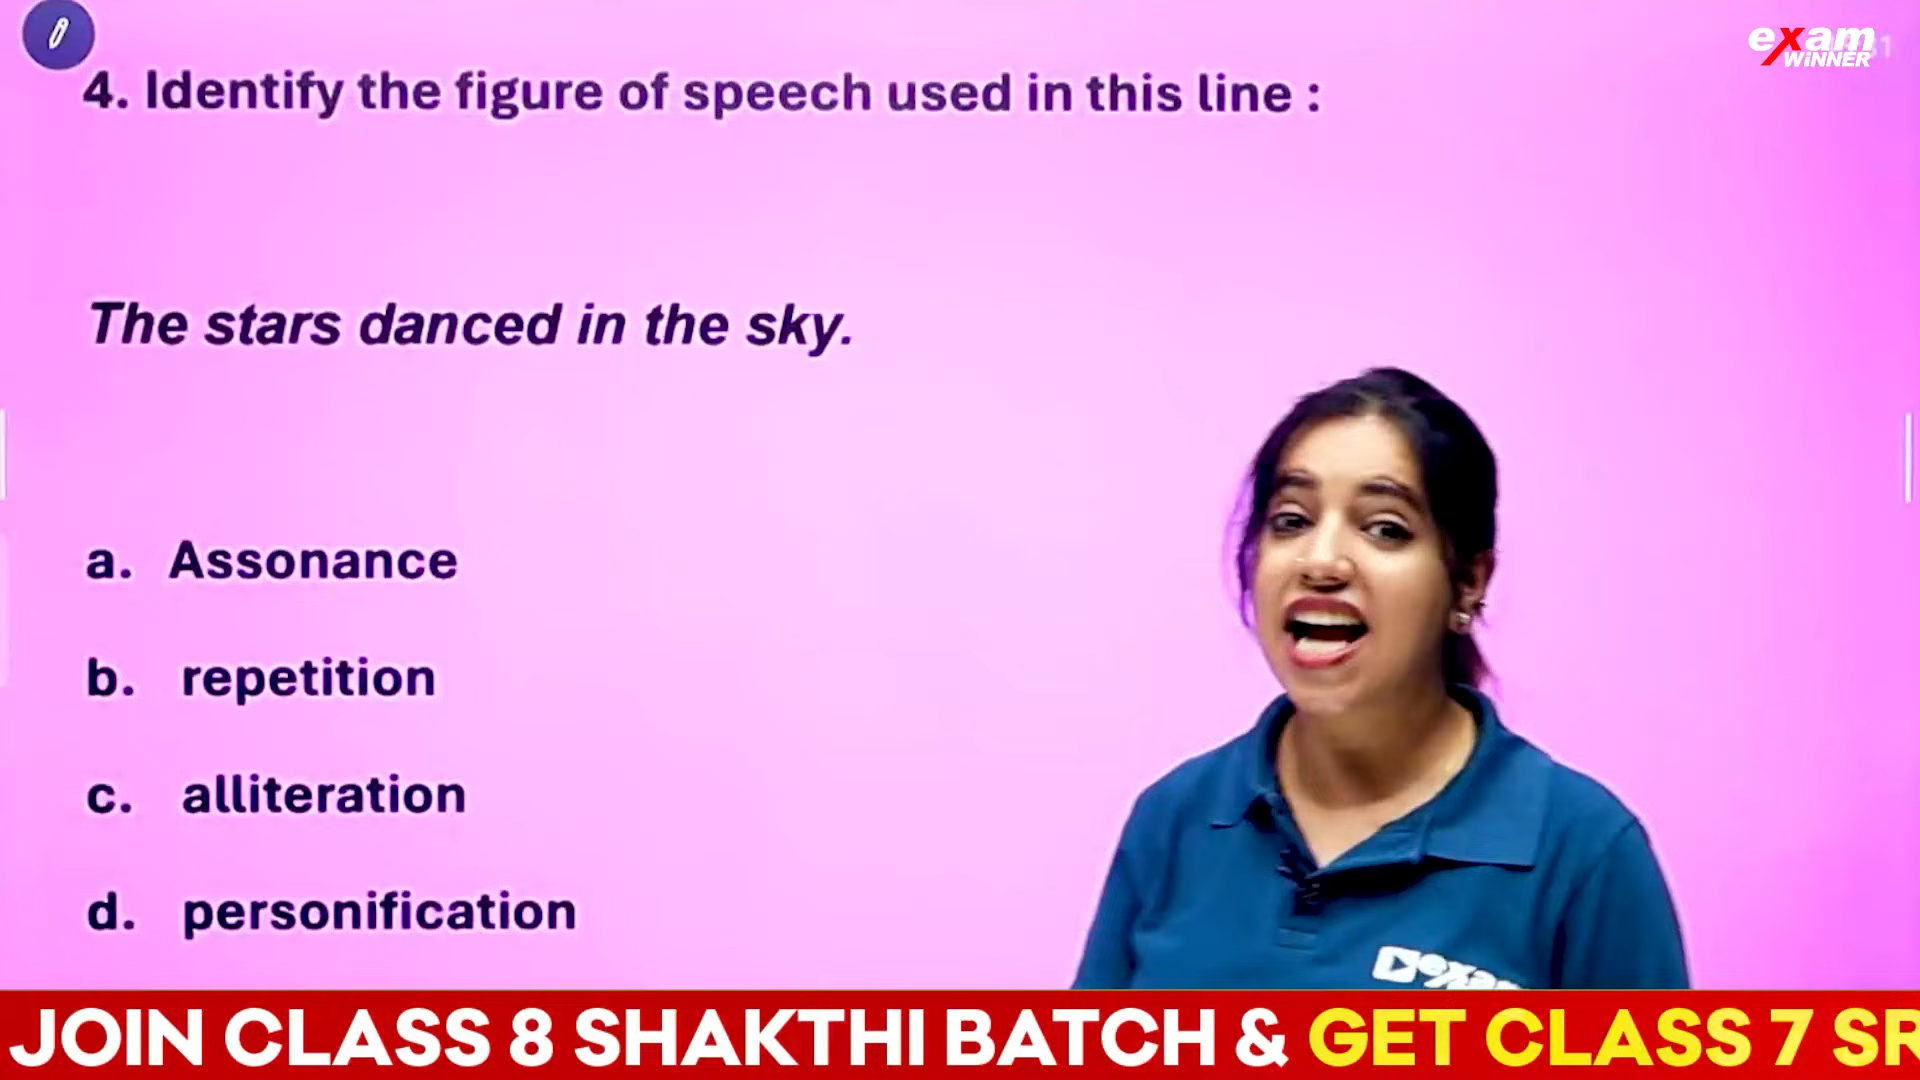 exam
WiNNER
4. Identify the figure of speech used in this line :
The stars danced in the sky.
a. Assonance
b. repetition
c. alliteration
d. personification
exam
JOIN CLASS 8 SHAKTHI BATCH & GET CLASS 7 SR